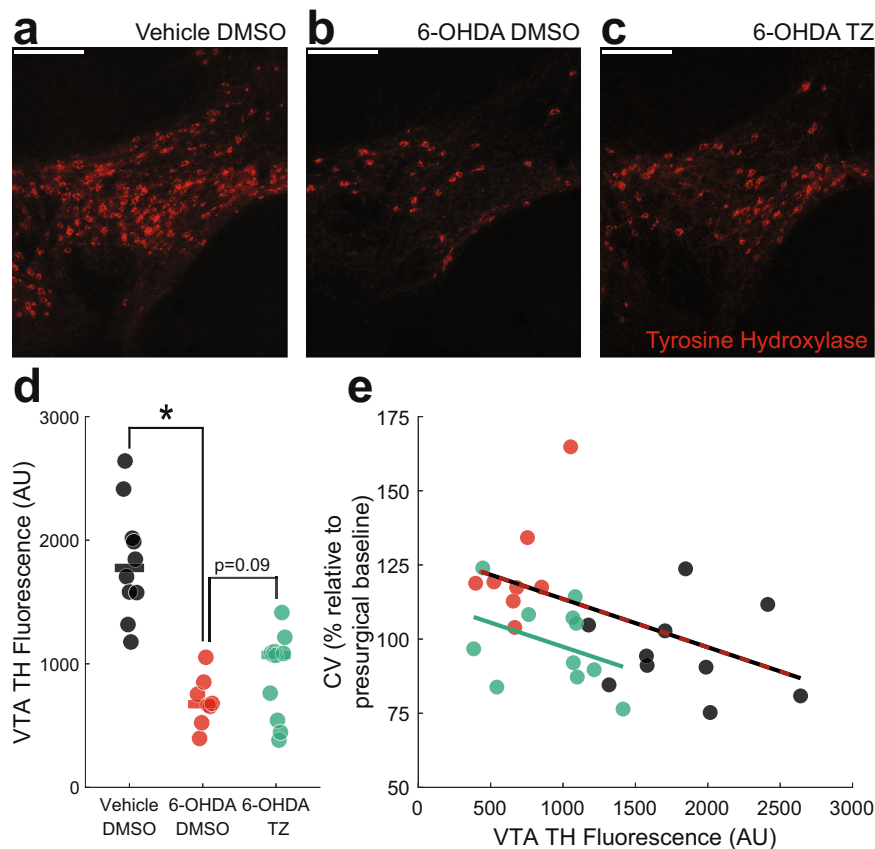 a Vehicle DMSO
b 6-OHDA DMSO
c 6-OHDA TZ
Tyrosine Hydroxylase
d
VTA TH Fluorescence (AU)
3000
2000
1000
0
*
p=0.09
Vehicle
DMSO
6-OHDA
DMSO
6-OHDA
TZ
e
CV (% relative to
presurgical baseline)
175
150
125
100
75
50
0 500 1000 1500 2000 2500 3000
VTA TH Fluorescence (AU)